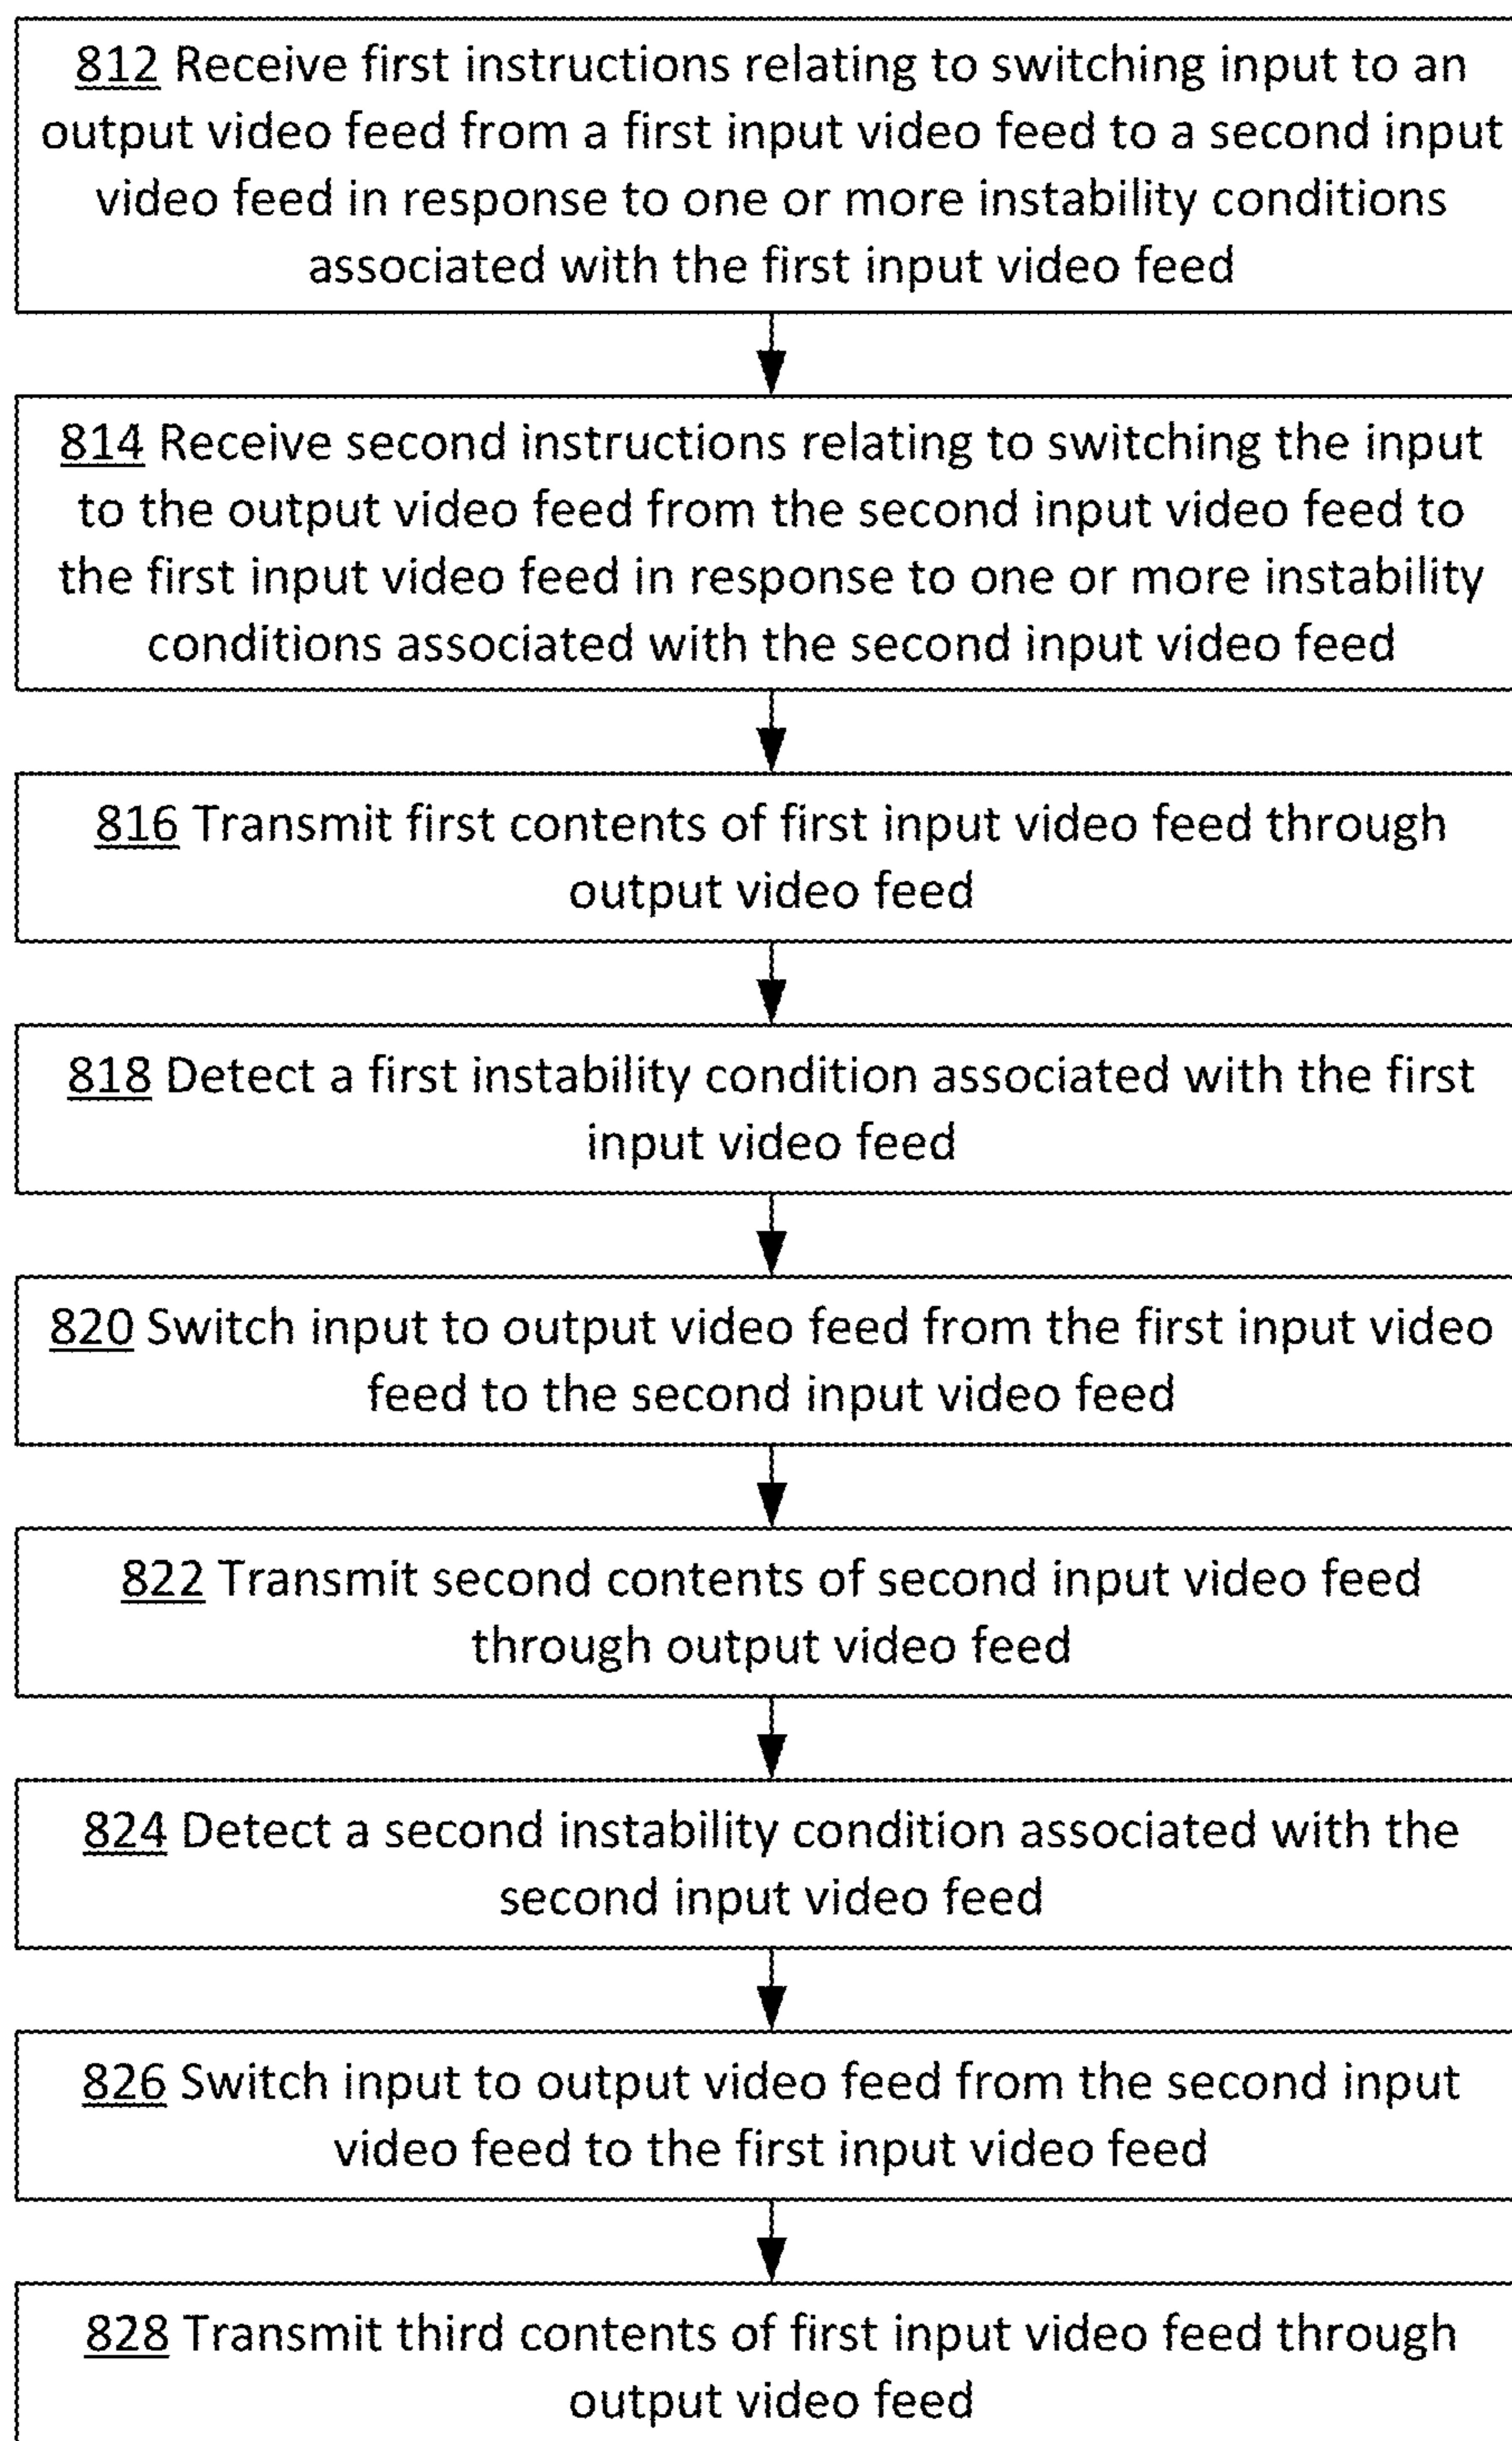 812 Receive first instructions relating to switching input to an
output video feed from a first input video feed to a second input
video feed in response to one or more instability conditions
associated with the first input video feed
814 Receive second instructions relating to switching the input
to the output video feed from the second input video feed to
the first input video feed in response to one or more instability
conditions associated with the second input video feed
816 Transmit first contents of first input video feed through
output video feed
818 Detect a first instability condition associated with the first
input video feed
820 Switch input to output video feed from the first input video
feed to the second input video feed
822 Transmit second contents of second input video feed
through output video feed
824 Detect a second instability condition associated with the
second input video feed
826 Switch input to output video feed from the second input
video feed to the first input video feed
828 Transmit third contents of first input video feed through
output video feed